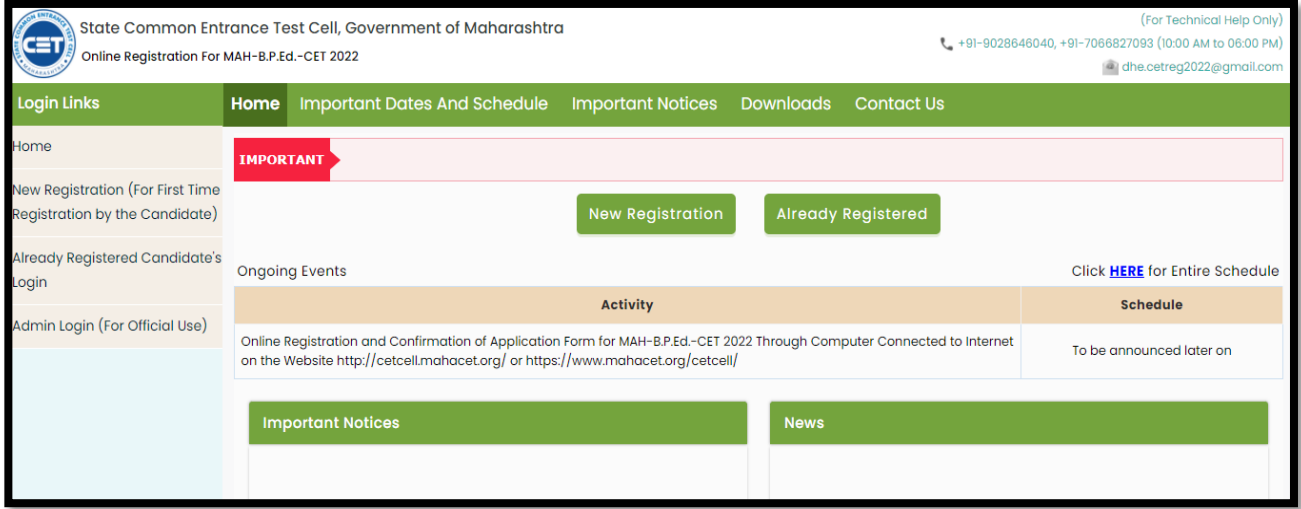 State Common Entrance Test Cell, Government of Maharashtra
Online Registration For MAH-B.P.Ed.-CET 2022
(For Technical Help Only)
+91-9028646040, +91-7066827093 (10:00 AM to 06:00 PM)
dhe.cetreg2022@gmail.com
CET
Login Links
Home
Important Dates And Schedule
Important Notices
Downloads
Contact Us
Home
New Registration (For First Time
Registration by the Candidate)
Already Registered Candidate's
Login
Admin Login (For Official Use)
IMPORTANT
New Registration
Already Registered
Ongoing Events
Click HERE for Entire Schedule
Activity
Schedule
Online Registration and Confirmation of Application Form for MAH-B.P.Ed.-CET 2022 Through Computer Connected to Internet
on the Website http://cetcell.mahacet.org/ or https://www.mahacet.org/cetcell/
To be announced later on
Important Notices
News